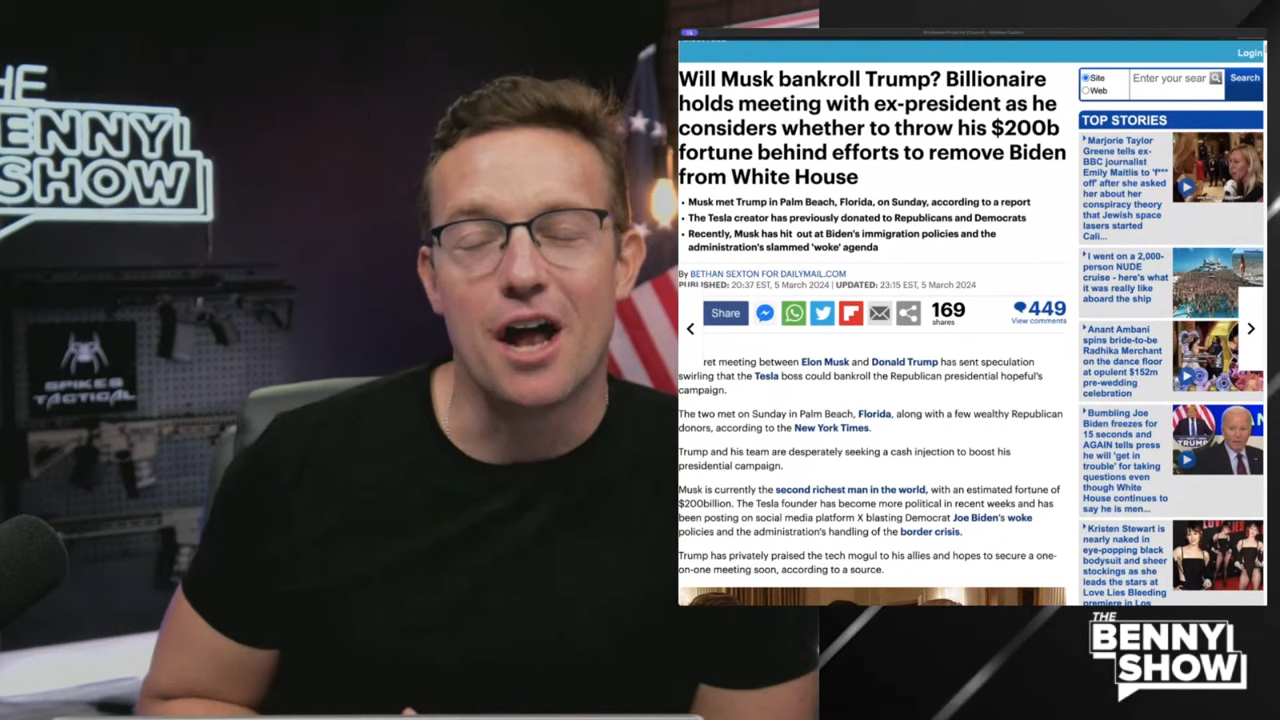 THE
BENNY
SHOW
SPIKES
TACTICAL
Login
Will Musk bankroll Trump? Billionaire
holds meeting with ex-president as he
considers whether to throw his $200b
fortune behind efforts to remove Biden
from White House
• Musk met Trump in Palm Beach, Florida, on Sunday, according to a report
• The Tesla creator has previously donated to Republicans and Democrats
• Recently, Musk has hit out at Biden's immigration policies and the
administration's slammed 'woke' agenda
By BETHAN SEXTON FOR DAILYMAIL.COM
PUBLISHED: 20:37 EST, 5 March 2024 | UPDATED: 23:15 EST, 5 March 2024
Share
169
shares
449
View comments
ret meeting between Elon Musk and Donald Trump has sent speculation
swirling that the Tesla boss could bankroll the Republican presidential hopeful's
campaign.
The two met on Sunday in Palm Beach, Florida, along with a few wealthy Republican
donors, according to the New York Times.
Trump and his team are desperately seeking a cash injection to boost his
presidential campaign.
Musk is currently the second richest man in the world, with an estimated fortune of
$200billion. The Tesla founder has become more political in recent weeks and has
been posting on social media platform X blasting Democrat Joe Biden's woke
policies and the administration's handling of the border crisis.
Trump has privately praised the tech mogul to his allies and hopes to secure a one-
on-one meeting soon, according to a source.
Site
Web
Enter your sear
Search
TOP STORIES
Marjorie Taylor
Greene tells ex-
BBC journalist
Emily Maitlis to 'f***
off' after she asked
her about her
conspiracy theory
that Jewish space
lasers started
Cali...
I went on a 2,000-
person NUDE
cruise - here's what
it was really like
aboard the ship
Anant Ambani
spins bride-to-be
Radhika Merchant
on the dance floor
at opulent $152m
pre-wedding
celebration
Bumbling Joe
Biden freezes for
15 seconds and
AGAIN tells press
he will 'get in
trouble' for taking
questions even
though White
House continues to
say he is men...
TRUMP
Kristen Stewart is
nearly naked in
eye-popping black
bodysuit and sheer
stockings as she
leads the stars at
Love Lies Bleeding
premiere in Los
THE
BENNY
SHOW